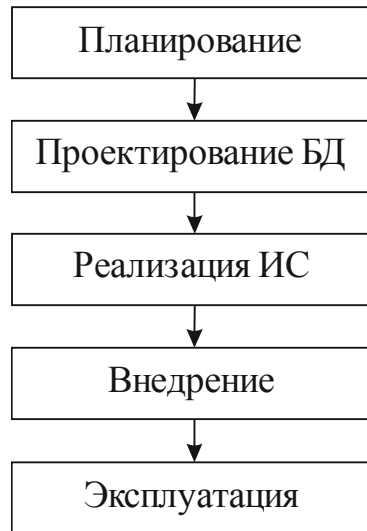 Планирование
Проектирование БД
Реализация ИС
Внедрение
Эксплуатация